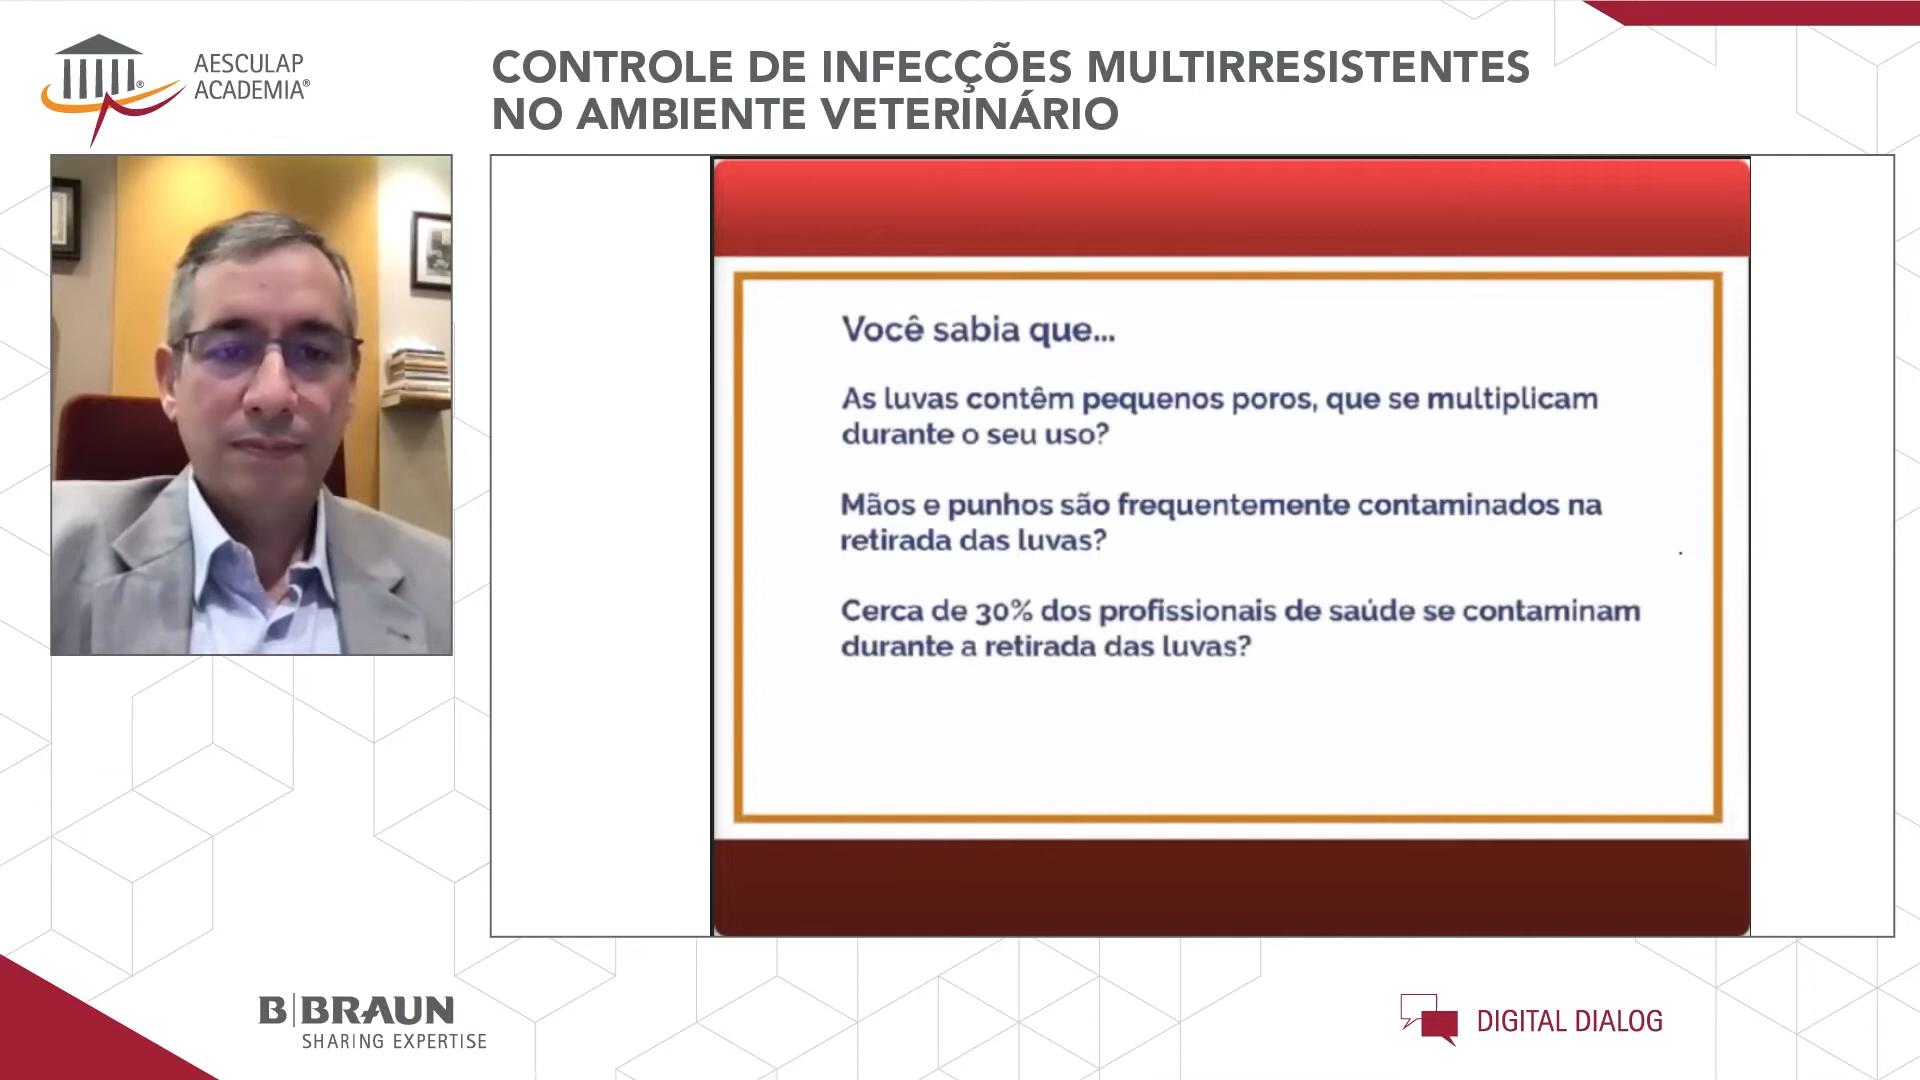 AESCULAP
ACADEMIA®
CONTROLE DE INFECÇÕES MULTIRRESISTENTES
NO AMBIENTE VETERINÁRIO
Você sabia que...
As luvas contêm pequenos poros, que se multiplicam
durante o seu uso?
Mãos e punhos são frequentemente contaminados na
retirada das luvas?
Cerca de 30% dos profissionais de saúde se contaminam
durante a retirada das luvas?
B|BRAUN
SHARING EXPERTISE
DIGITAL DIALOG